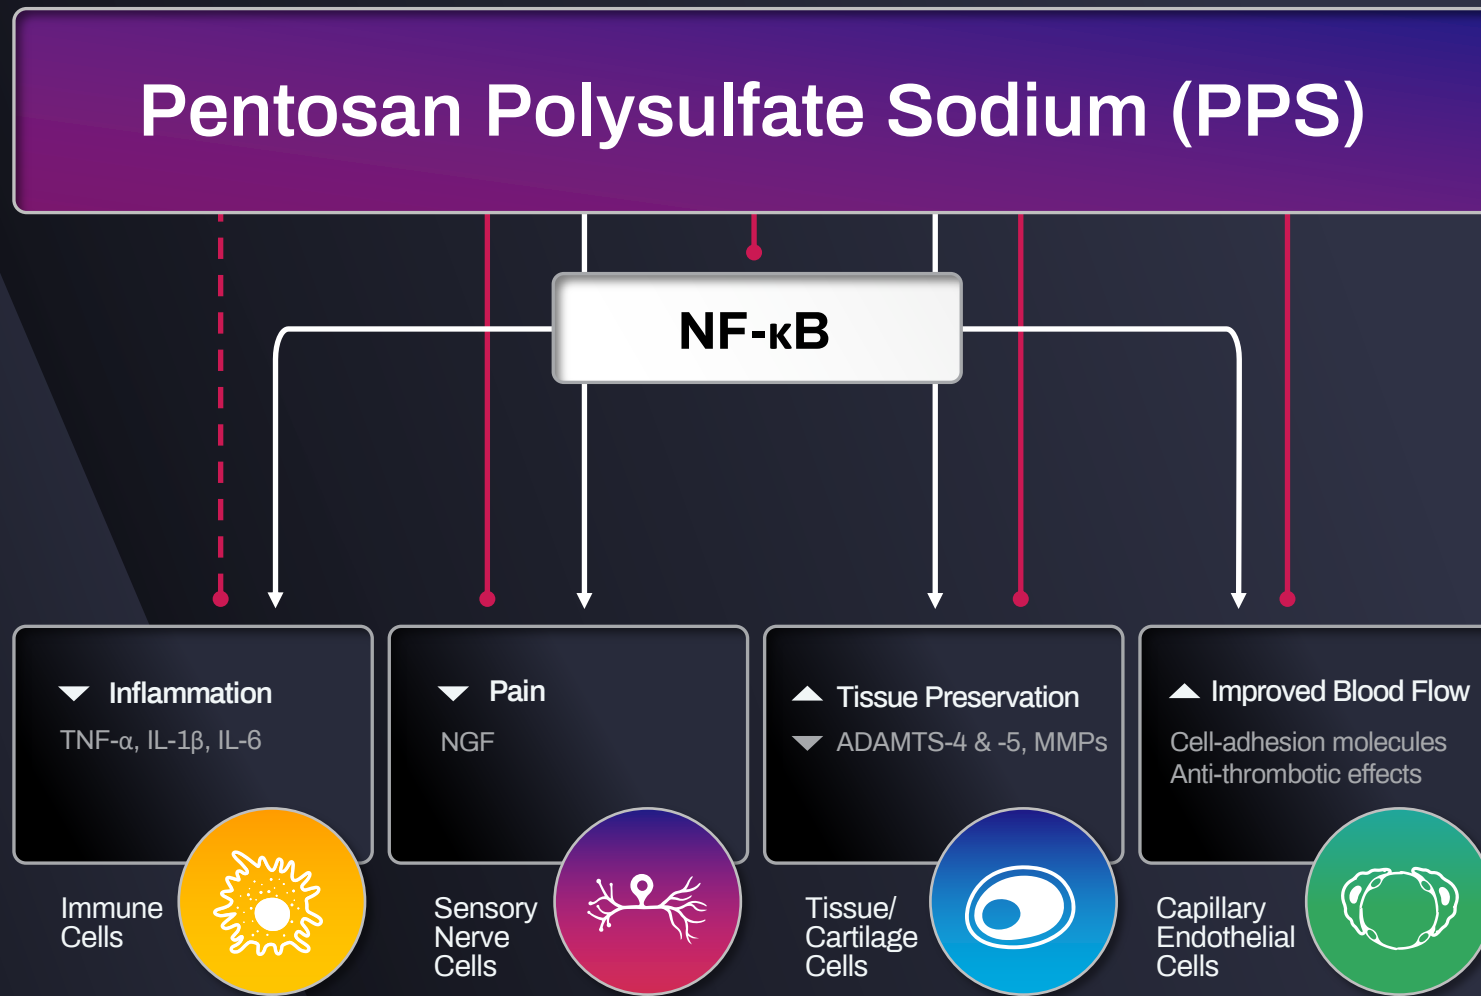 Pentosan Polysulfate Sodium (PPS)
NF-κB
Inflammation
TNF-α, IL-1β, IL-6
Pain
NGF
Tissue Preservation
ADAMTS-4 & -5, MMPs
Improved Blood Flow
Cell-adhesion molecules
Anti-thrombotic effects
Immune
Cells
Sensory
Nerve
Cells
Tissue/
Cartilage
Cells
Capillary
Endothelial
Cells